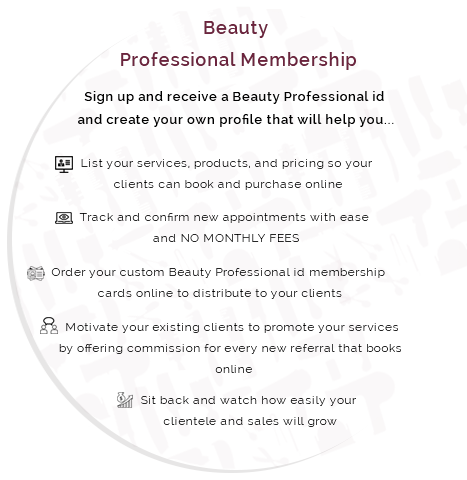 Beauty
Professional Membership
Sign up and receive a Beauty Professional id
and create your own profile that will help you...
List your services, products, and pricing so your
clients can book and purchase online
Track and confirm new appointments with ease
and NO MONTHLY FEES
Order your custom Beauty Professional id membership
cards online to distribute to your clients
Motivate your existing clients to promote your services
by offering commission for every new referral that books
online
Sit back and watch how easily your
clientele and sales will grow